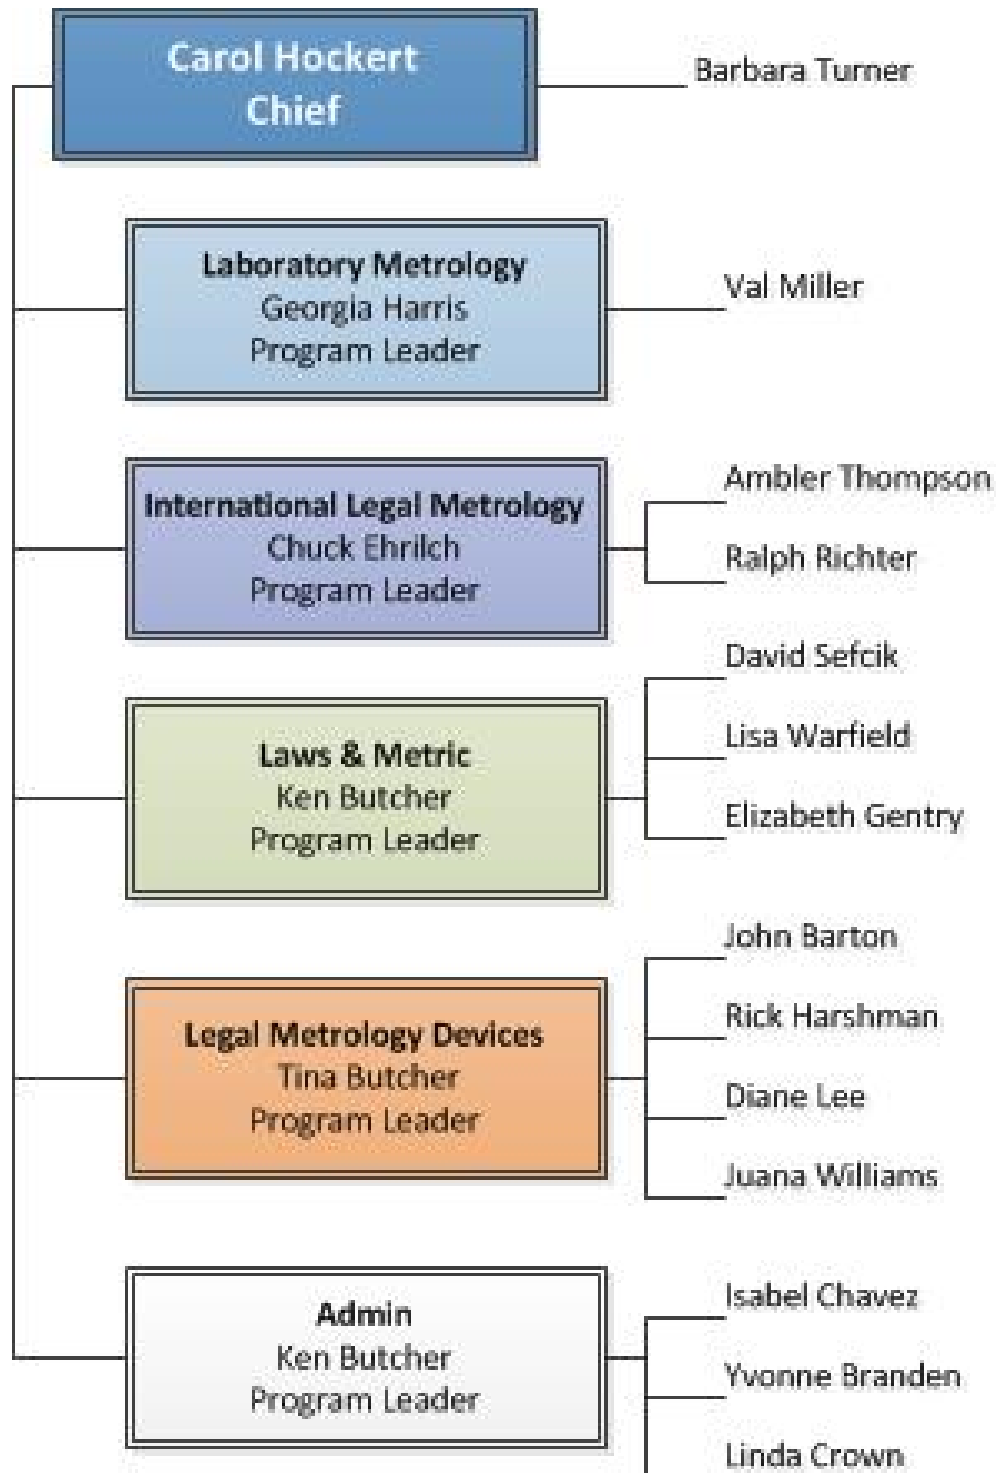 Carol Hockert
Chief
Barbara Turner
Laboratory Metrology
Georgia Harris
Program Leader
Val Miller
International Legal Metrology
Chuck Ehrilch
Program Leader
Ambler Thompson
Ralph Richter
Laws & Metric
Ken Butcher
Program Leader
David Sefcik
Lisa Warfield
Elizabeth Gentry
Legal Metrology Devices
Tina Butcher
Program Leader
John Barton
Rick Harshman
Diane Lee
Juana Williams
Admin
Ken Butcher
Program Leader
Isabel Chavez
Yvonne Branden
Linda Crown